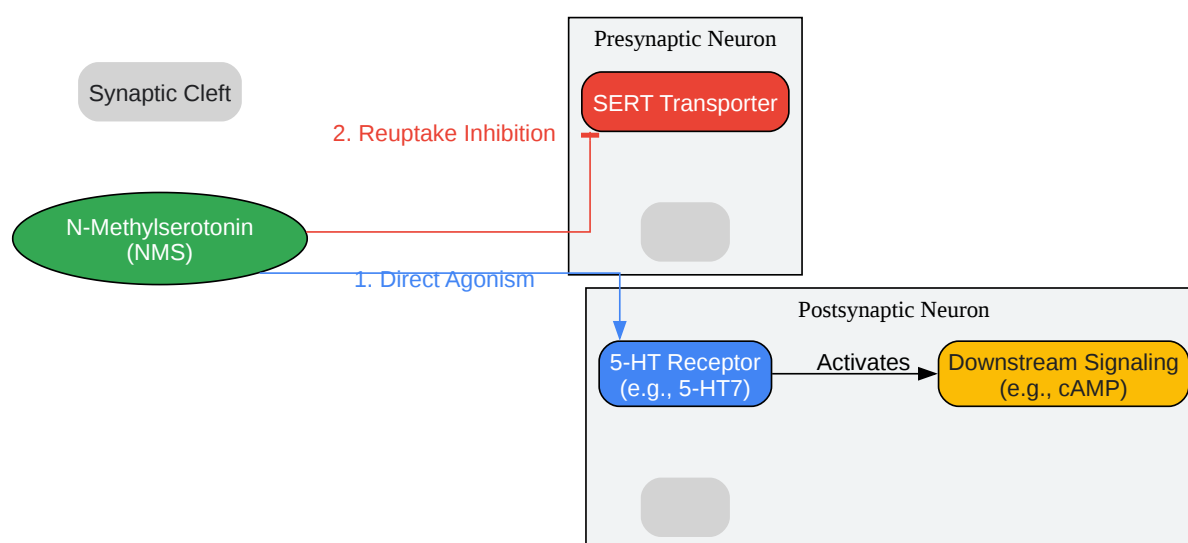 Presynaptic Neuron
Synaptic Cleft
SERT Transporter
2. Reuptake Inhibition
N-Methylserotonin
(NMS)
1. Direct Agonism
Postsynaptic Neuron
5-HT Receptor
(e.g., 5-HT7)
Activates
Downstream Signaling
(e.g., cAMP)